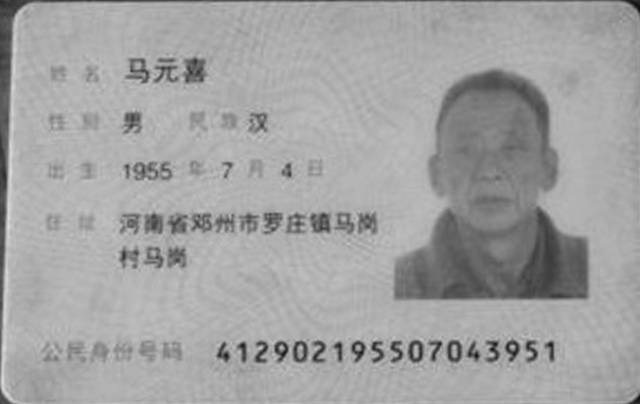 姓名 马元喜
性别 男 民族 汉
出生 1955 年 7 月 4 日
住址 河南省邓州市罗庄镇马岗
村马岗
公民身份号码 412902195507043951